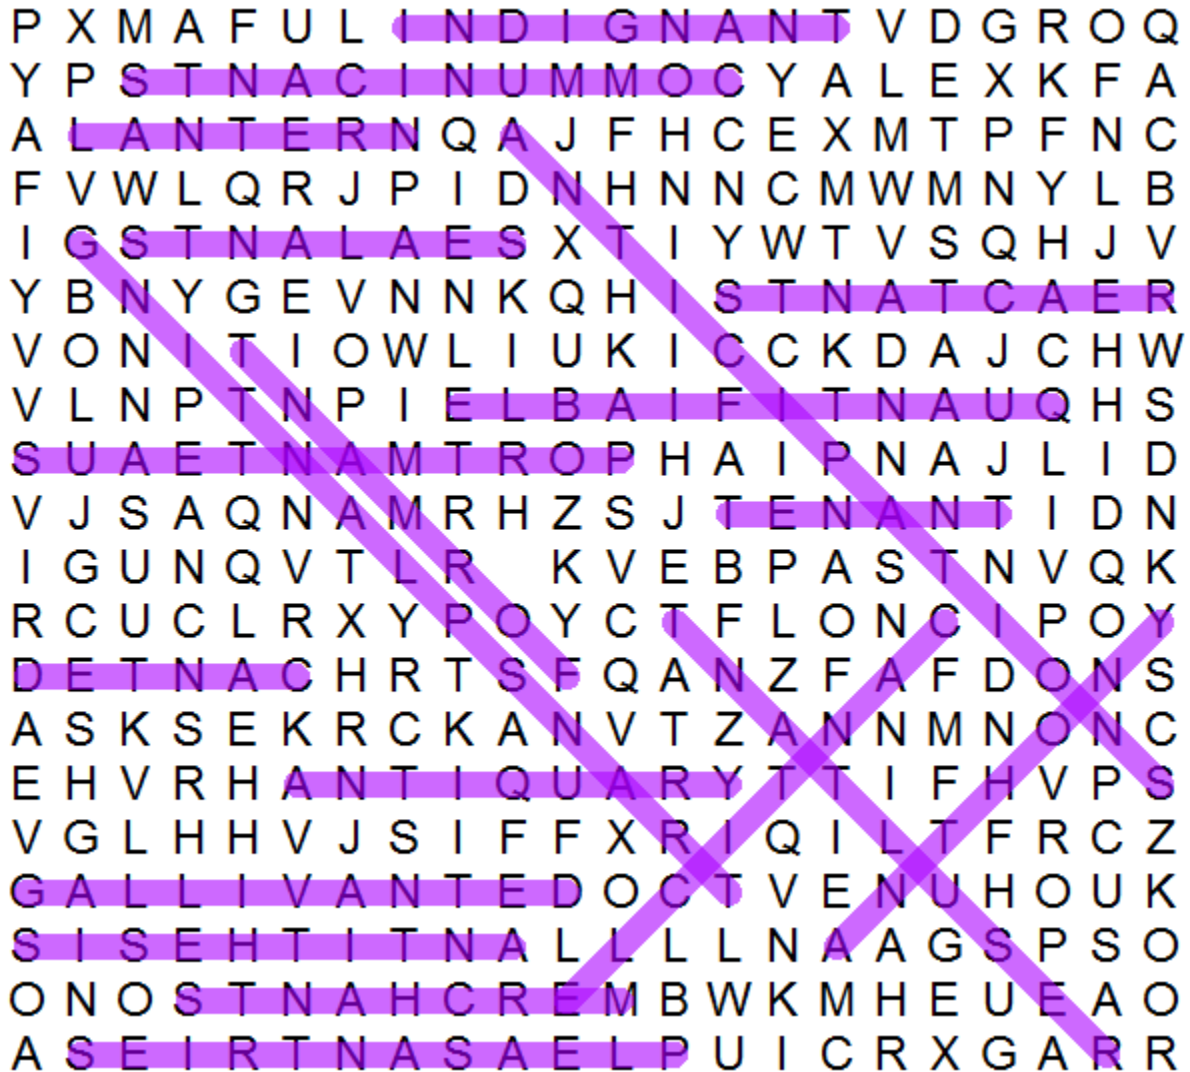 P X M A F U L I N D I G N A N T V D G R O Q
Y P S T N A C I N U M M O C Y A L E X K F A
A L A N T E R N Q A J F H C E X M T P F N C
F V W L Q R J P I D N H N N C M W M N Y L B
I G S T N A L A E S X T I Y W T V S Q H J V
Y B N Y G E V N N K Q H I S T N A T C A E R
V O N I T I O W L I U K I C C K D A J C H W
V L N P T N P I E L B A I F I T N A U Q H S
S U A E T N A M T R O P H A I P N A J L I D
V J S A Q N A M R H Z S J T E N A N T I D N
I G U N Q V T L R K V E B P A S T N V Q K
R C U C L R X Y P O Y C T F L O N C I P O Y
D E T N A C H R T S F Q A N Z F A F D O N S
A S K S E K R C K A N V T Z A N N M N O N C
E H V R H A N T I Q U A R Y T T I F H V P S
V G L H H V J S I F F X R I Q I L T F R C Z
G A L L I V A N T E D O C T V E N U H O U K
S I S E H T I T N A L L L L N A A G S P S O
O N O S T N A H C R E M B W K M H E U E A O
A S E I R T N A S A E L P U I C R X G A R R